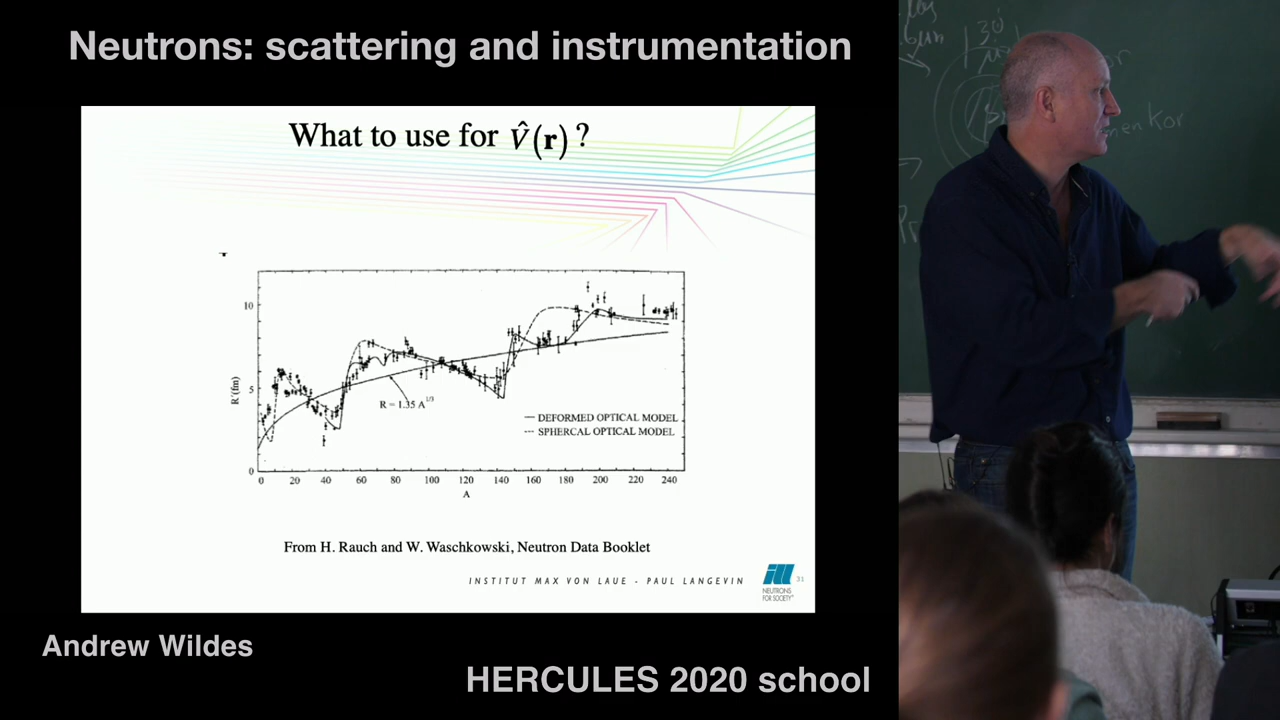 Neutrons: scattering and instrumentation
What to use for V̂(r) ?
10
5
0
R'(fm)
R = 1.35 A^1/3
— DEFORMED OPTICAL MODEL
--- SPHERCAL OPTICAL MODEL
0 20 40 60 80 100 120 140 160 180 200 220 240
A
From H. Rauch and W. Waschkowski, Neutron Data Booklet
INSTITUT MAX VON LAUE - PAUL LANGEVIN
NEUTRONS
FOR SOCIETY
31
Andrew Wildes
HERCULES 2020 school